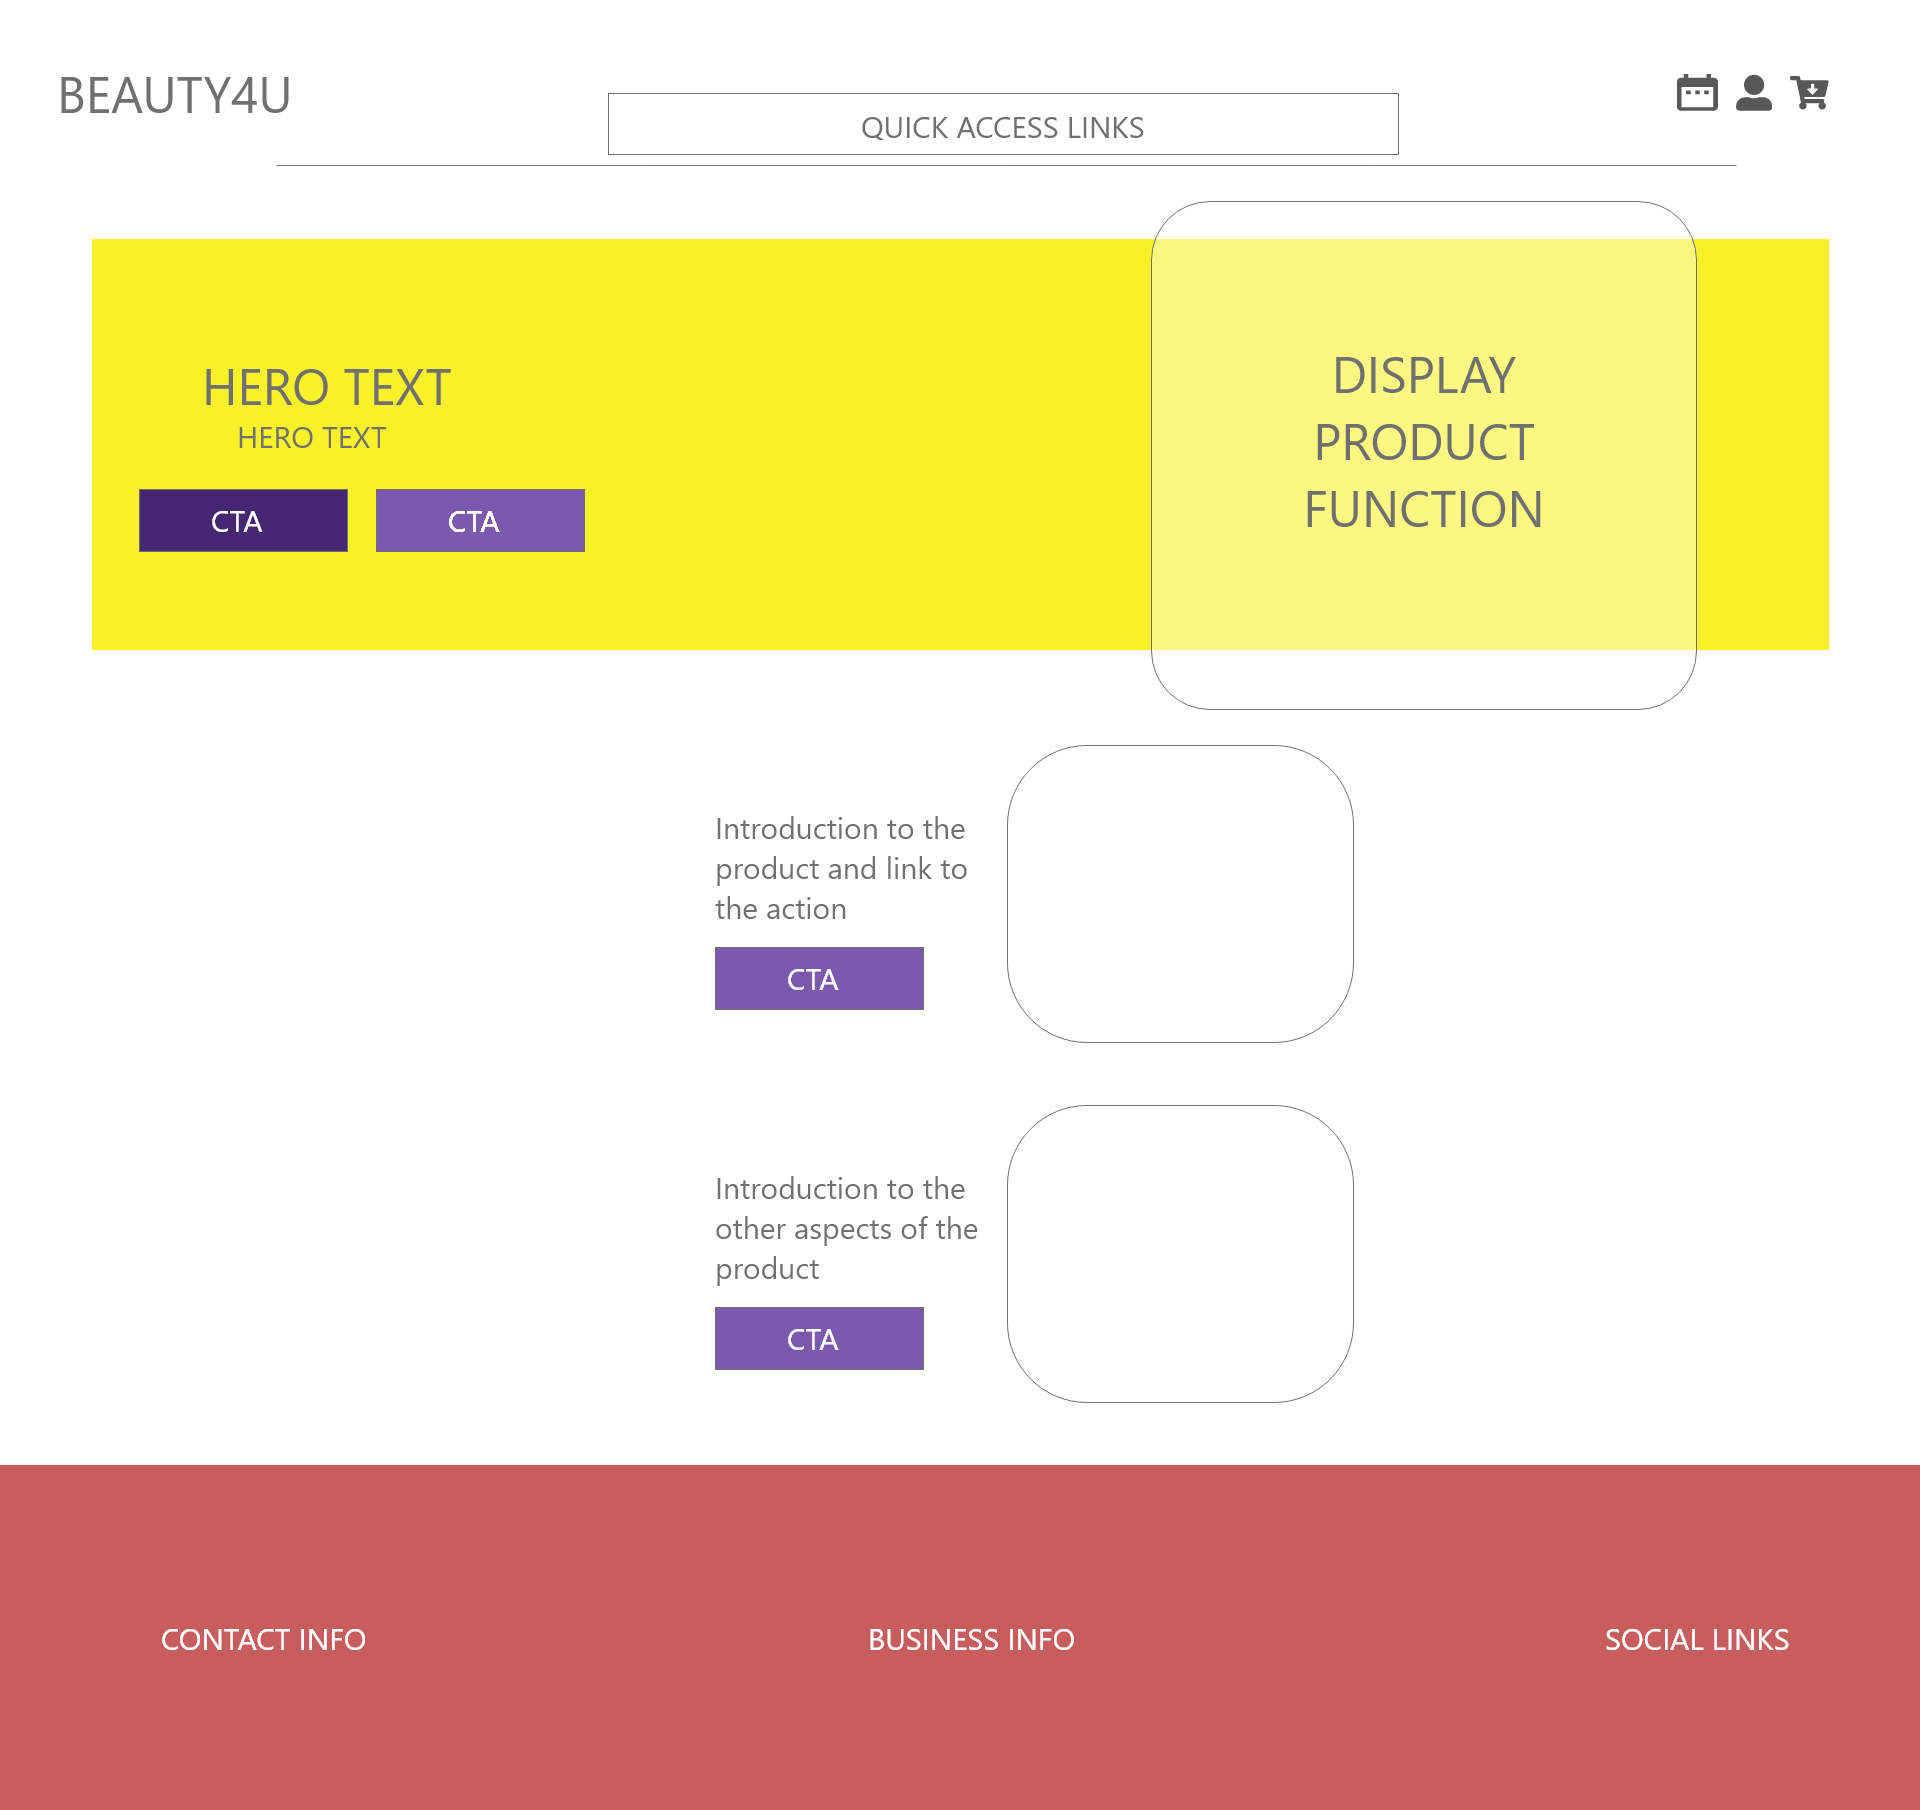 BEAUTY4U
QUICK ACCESS LINKS
HERO TEXT
HERO TEXT
CTA
CTA
DISPLAY
PRODUCT
FUNCTION
Introduction to the
product and link to
the action
CTA
Introduction to the
other aspects of the
product
CTA
CONTACT INFO
BUSINESS INFO
SOCIAL LINKS